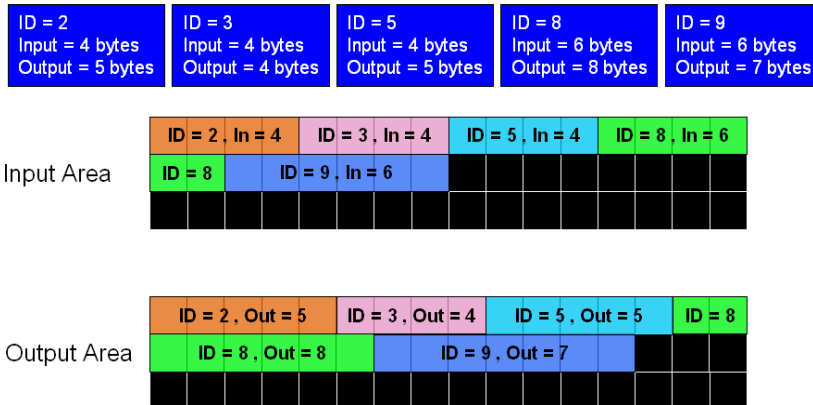 ID = 2
Input = 4 bytes
Output = 5 bytes
ID = 3
Input = 4 bytes
Output = 4 bytes
ID = 5
Input = 4 bytes
Output = 5 bytes
ID = 8
Input = 6 bytes
Output = 8 bytes
ID = 9
Input = 6 bytes
Output = 7 bytes
Input Area
ID = 2 , In = 4
ID = 3 , In = 4
ID = 5 , In = 4
ID = 8 , In = 6
ID = 8
ID = 9 , In = 6
Output Area
ID = 2 , Out = 5
ID = 3 , Out = 4
ID = 5 , Out = 5
ID = 8
ID = 8 , Out = 8
ID = 9 , Out = 7